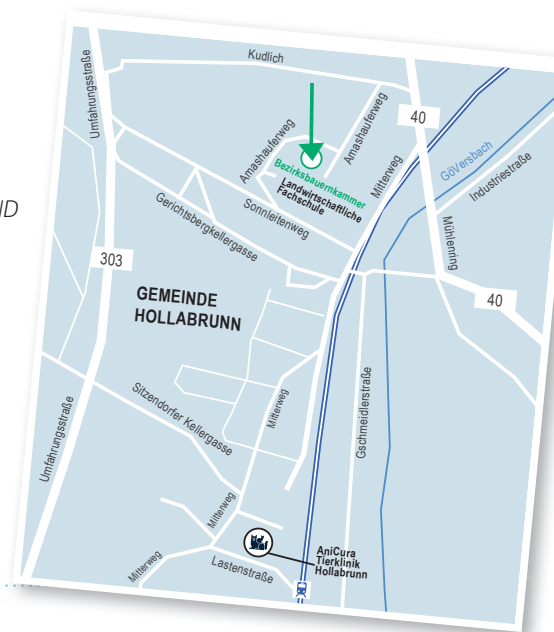 Kudlich
Umfahrungsstraße
40
Amashauferweg
Amashauferweg
Mitterweg
GöVersbach
Industriestraße
Bezirksbauernkammer
Landwirtschaftliche
Fachschule
Sonnleitenweg
Gerichtsbergkellergasse
Mühlenring
ND
303
40
GEMEINDE
HOLLABRUNN
Sitzendorfer Kellergasse
Mitterweg
Gschmeidlerstraße
Umfahrungsstraße
Mitterweg
Mitterweg
Lastenstraße
AniCura
Tierklinik
Hollabrunn